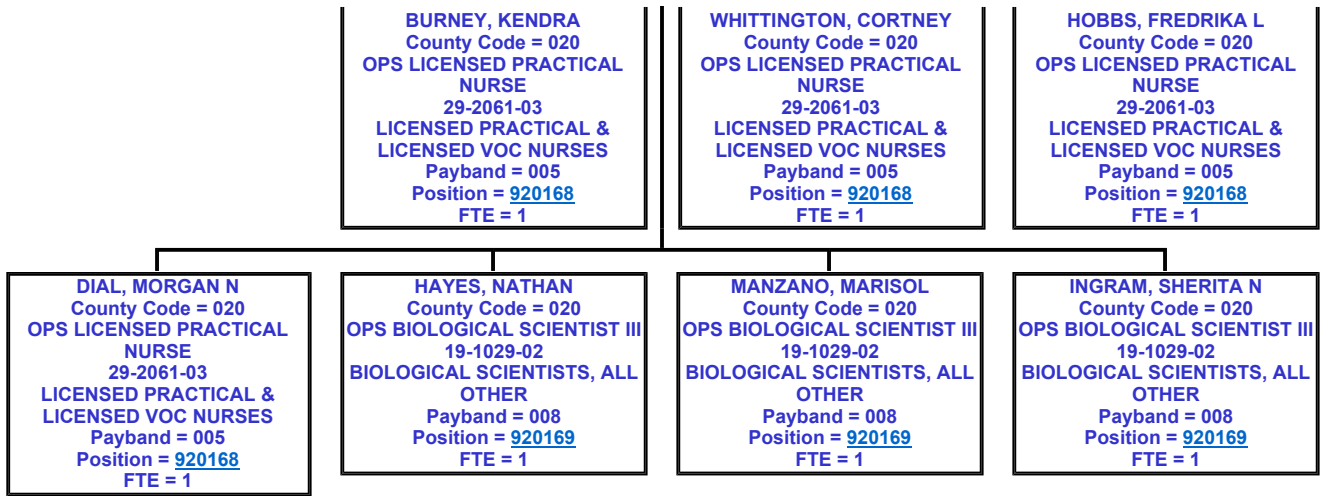 BURNEY, KENDRA
County Code = 020
OPS LICENSED PRACTICAL
NURSE
29-2061-03
LICENSED PRACTICAL &
LICENSED VOC NURSES
Payband = 005
Position = 920168
FTE = 1
WHITTINGTON, CORTNEY
County Code = 020
OPS LICENSED PRACTICAL
NURSE
29-2061-03
LICENSED PRACTICAL &
LICENSED VOC NURSES
Payband = 005
Position = 920168
FTE = 1
HOBBS, FREDRIKA L
County Code = 020
OPS LICENSED PRACTICAL
NURSE
29-2061-03
LICENSED PRACTICAL &
LICENSED VOC NURSES
Payband = 005
Position = 920168
FTE = 1
DIAL, MORGAN N
County Code = 020
OPS LICENSED PRACTICAL
NURSE
29-2061-03
LICENSED PRACTICAL &
LICENSED VOC NURSES
Payband = 005
Position = 920168
FTE = 1
HAYES, NATHAN
County Code = 020
OPS BIOLOGICAL SCIENTIST III
19-1029-02
BIOLOGICAL SCIENTISTS, ALL
OTHER
Payband = 008
Position = 920169
FTE = 1
MANZANO, MARISOL
County Code = 020
OPS BIOLOGICAL SCIENTIST III
19-1029-02
BIOLOGICAL SCIENTISTS, ALL
OTHER
Payband = 008
Position = 920169
FTE = 1
INGRAM, SHERITA N
County Code = 020
OPS BIOLOGICAL SCIENTIST III
19-1029-02
BIOLOGICAL SCIENTISTS, ALL
OTHER
Payband = 008
Position = 920169
FTE = 1